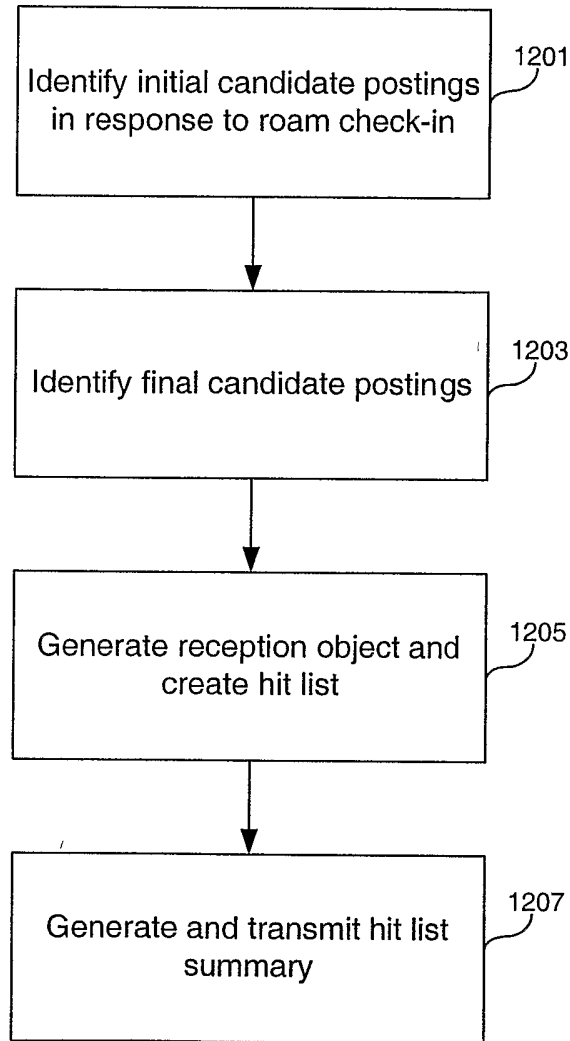 Identify initial candidate postings
in response to roam check-in
1201
Identify final candidate postings
1203
Generate reception object and
create hit list
1205
Generate and transmit hit list
summary
1207